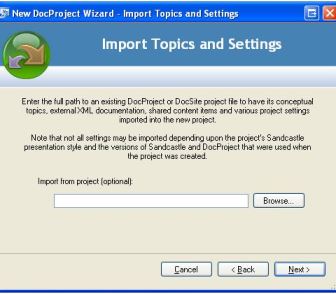 New DocProject Wizard - Import Topics and Settings
Import Topics and Settings
Enter the full path to an existing DocProject or DocSite project file to have its conceptual
topics, external XML documentation, shared content items and various project settings
imported into the new project.
Note that not all settings may be imported depending upon the project's Sandcastle
presentation style and the versions of Sandcastle and DocProject that were used when
the project was created.
Import from project (optional):
Browse...
Cancel
< Back
Next >